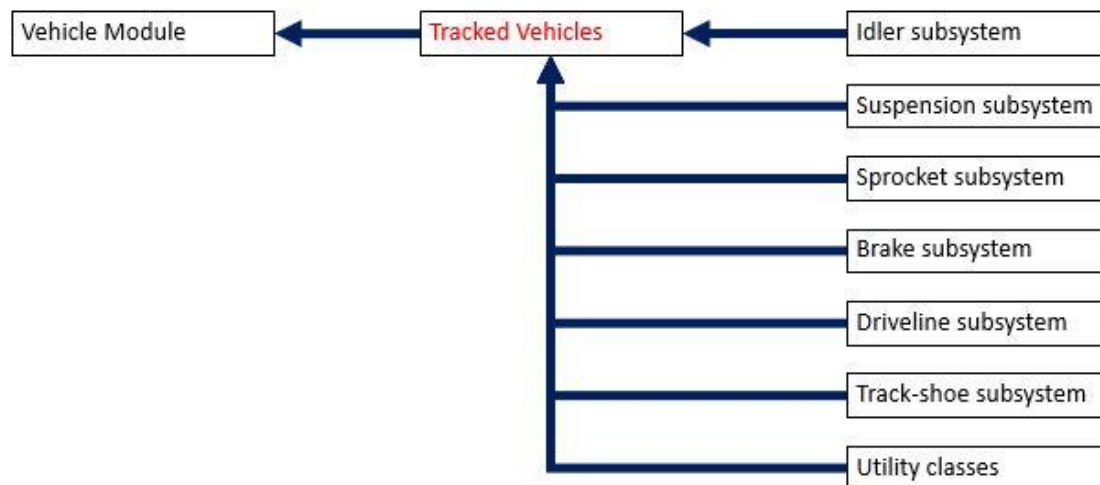 Vehicle Module
Tracked Vehicles
Idler subsystem
Suspension subsystem
Sprocket subsystem
Brake subsystem
Driveline subsystem
Track-shoe subsystem
Utility classes